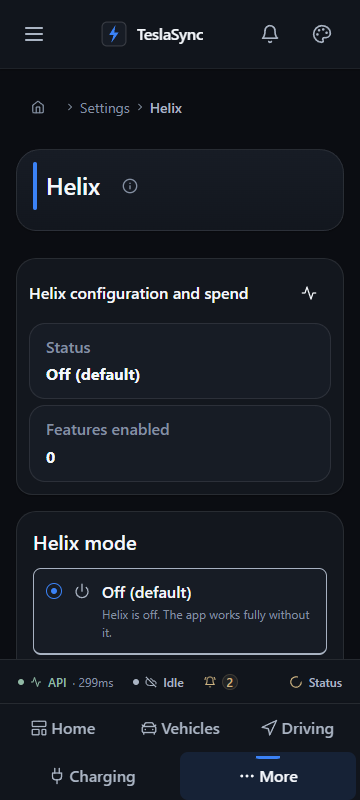 TeslaSync
Settings
Helix
Helix
Helix configuration and spend
Status
Off (default)
Features enabled
0
Helix mode
Off (default)
Helix is off. The app works fully without
it.
API · 299ms
Idle
2
Status
Home
Vehicles
Driving
Charging
More